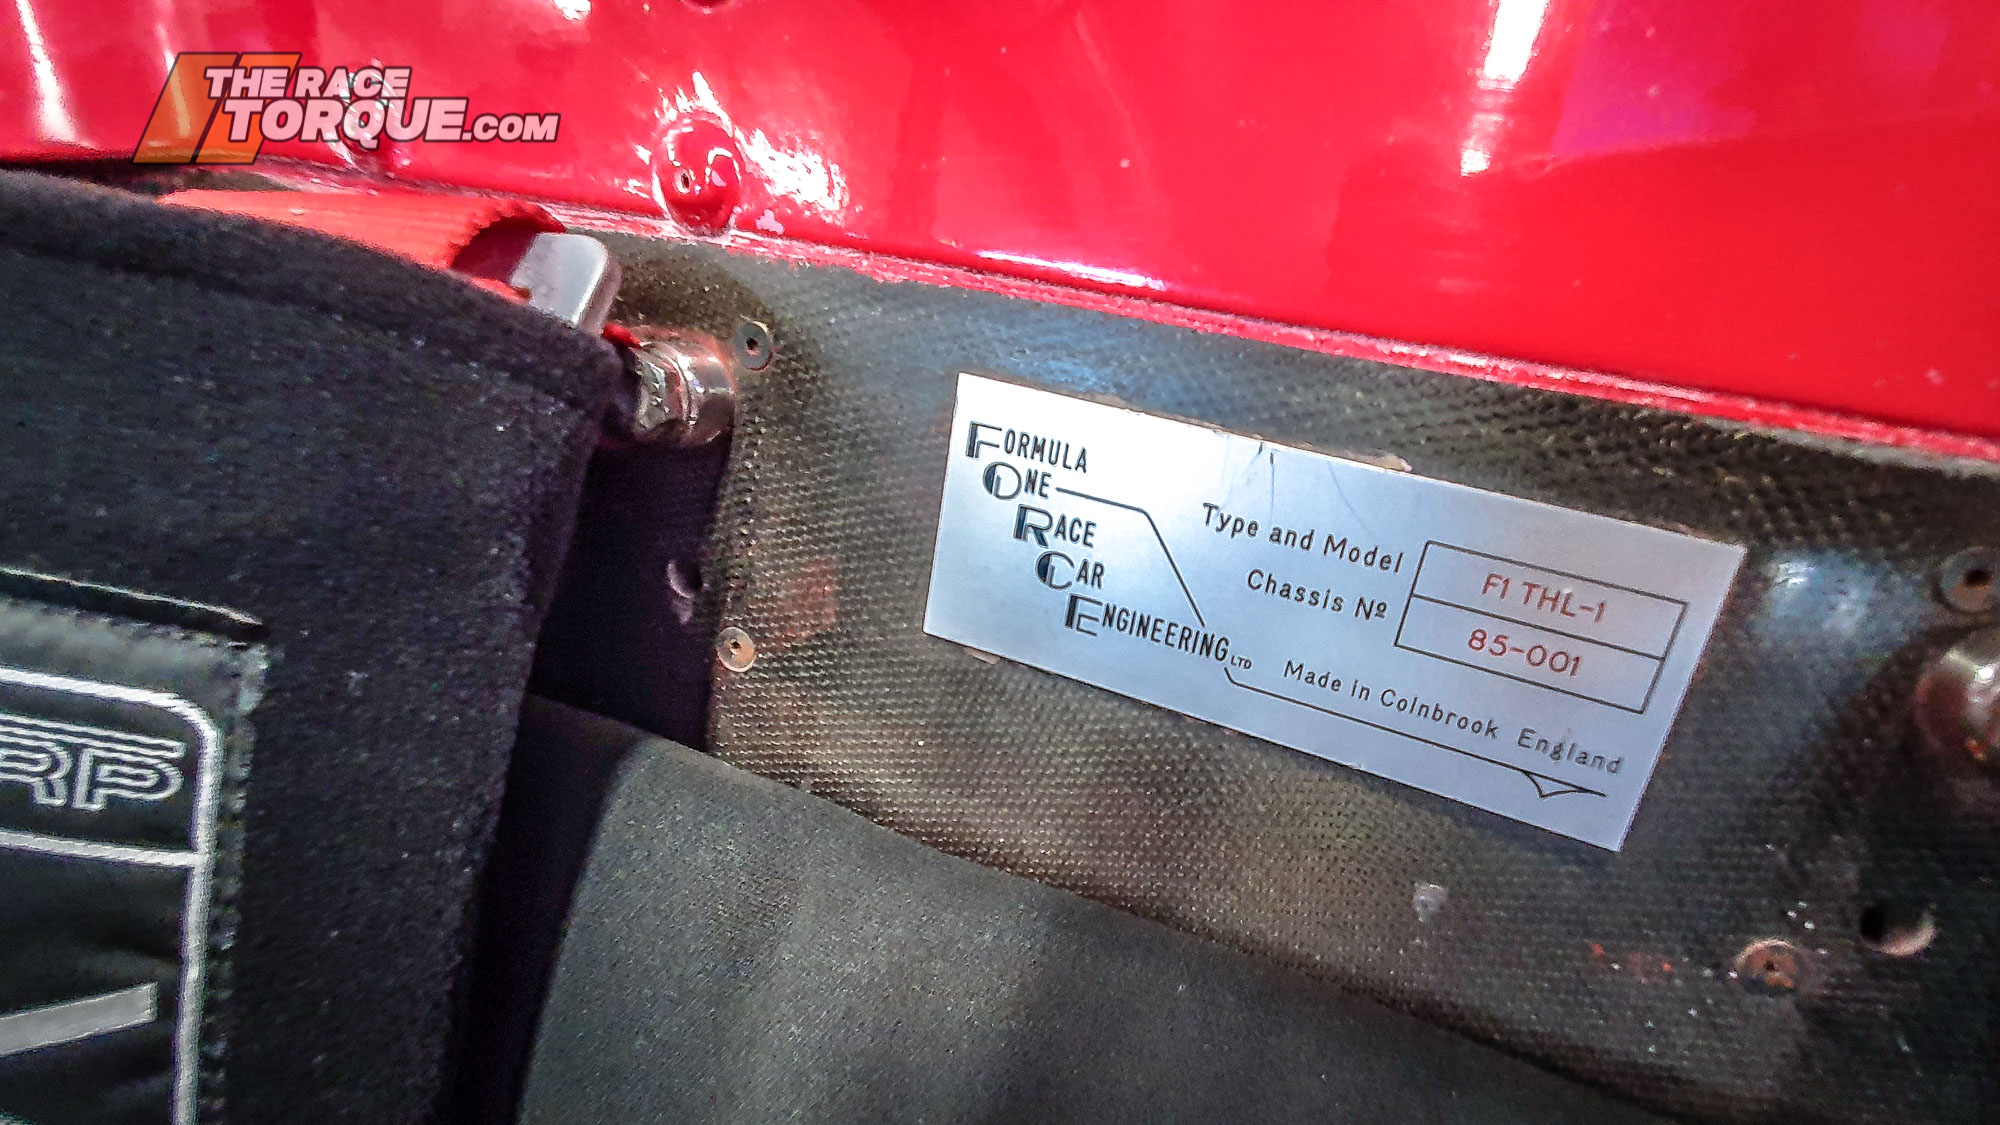 THE RACE
TORQUE.COM
FORMULA
ONE
RACE
CAR
ENGINEERING LTD
Type and Model F1 THL-1
Chassis Nº 85-001
Made in Colnbrook England
RP